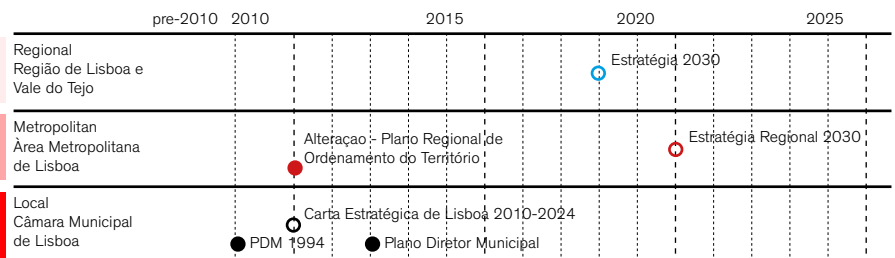 pre-2010 2010 2015 2020 2025
Regional
Região de Lisboa e
Vale do Tejo
Estratégia 2030
Metropolitan
Àrea Metropolitana
de Lisboa
Alteraçao - Plano Regional de
Ordenamento do Território
Estratégia Regional 2030
Local
Câmara Municipal
de Lisboa
Carta Estratégica de Lisboa 2010-2024
PDM 1994
Plano Diretor Municipal